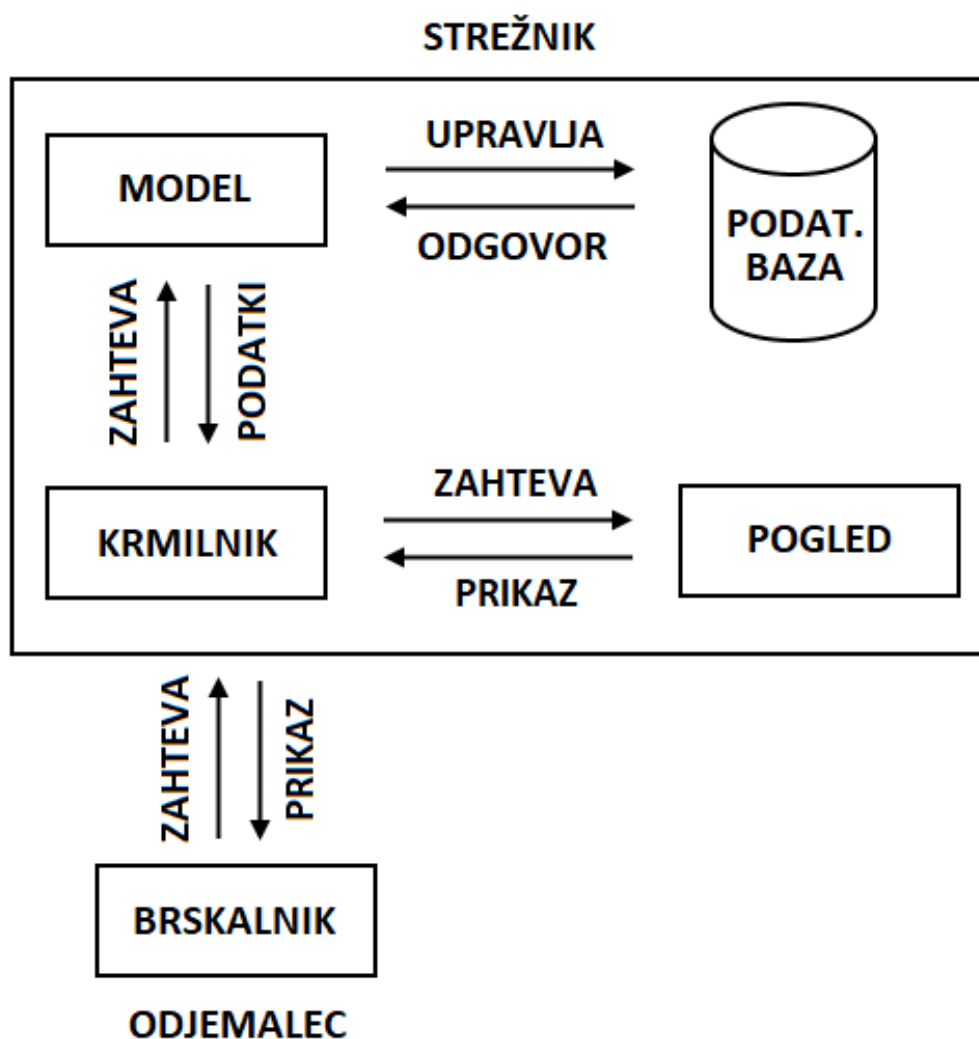 STREŽNIK
MODEL
UPRAVLJA
ODGOVOR
PODAT.
BAZA
ZAHTEVA
PODATKI
KRMILNIK
ZAHTEVA
PRIKAZ
POGLED
ZAHTEVA
PRIKAZ
BRSKALNIK
ODJEMALEC